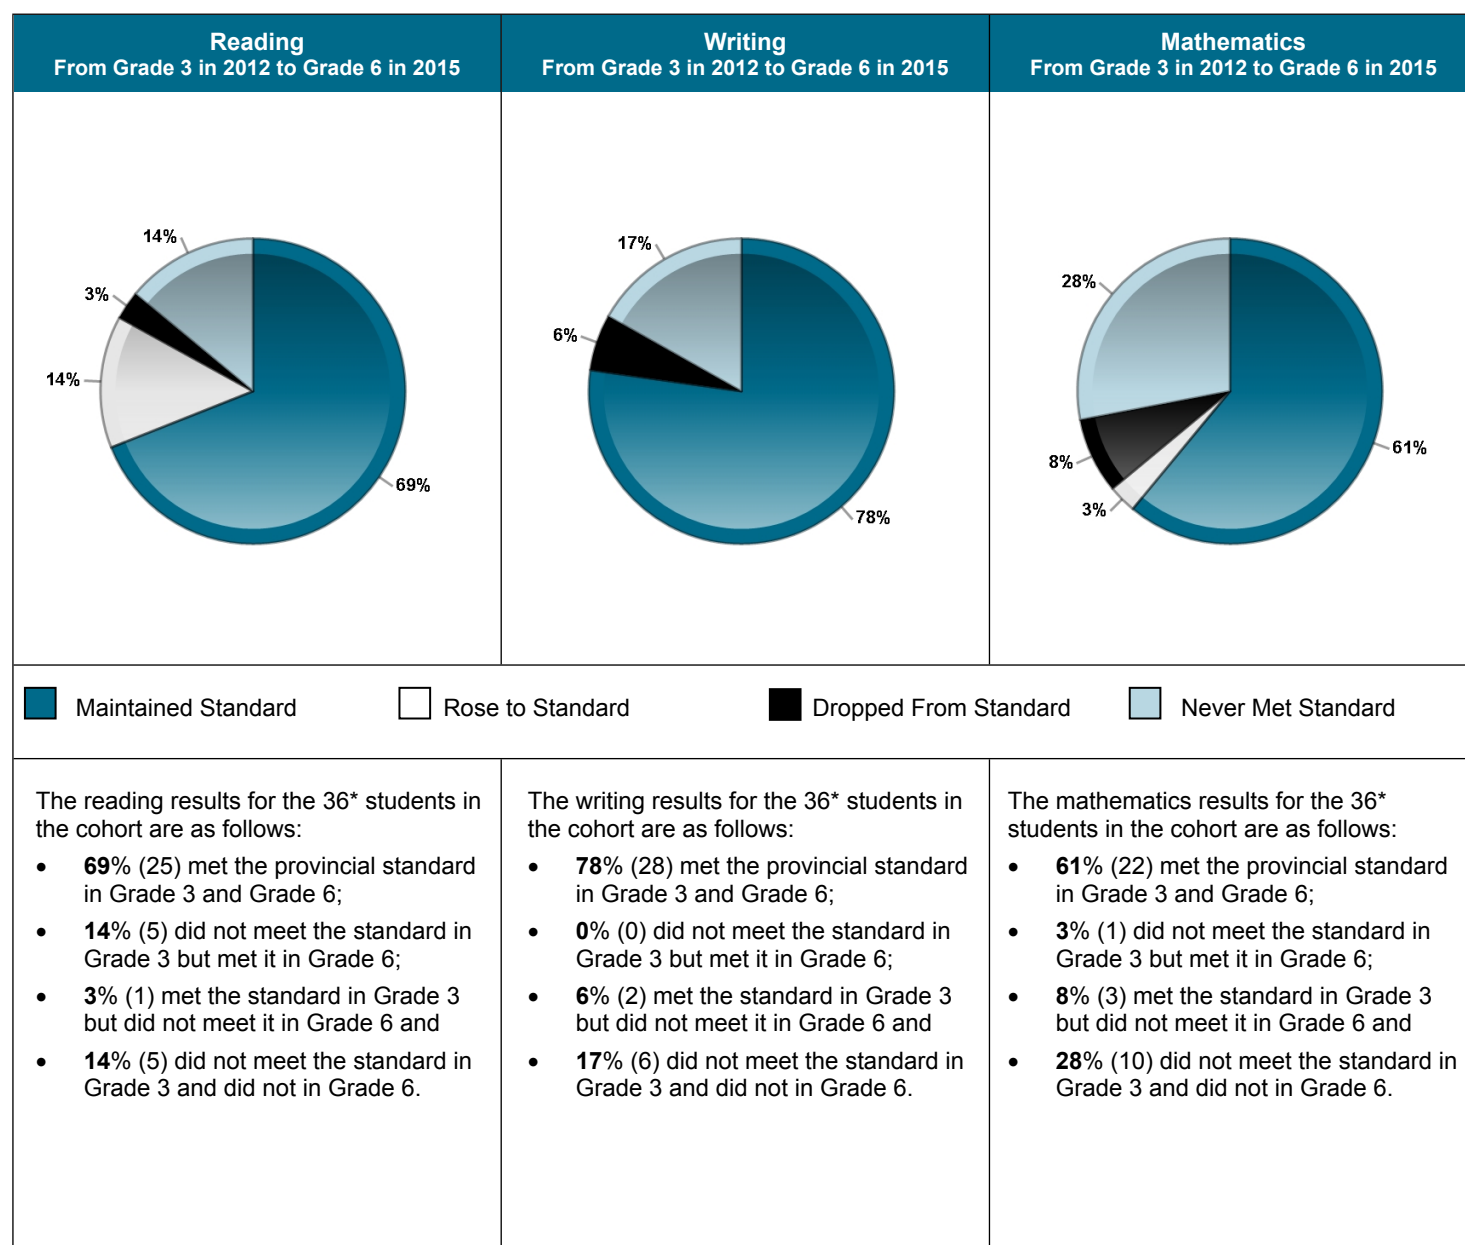 Reading
From Grade 3 in 2012 to Grade 6 in 2015
Writing
From Grade 3 in 2012 to Grade 6 in 2015
Mathematics
From Grade 3 in 2012 to Grade 6 in 2015
14%
3%
14%
69%
17%
6%
78%
28%
8%
3%
61%
Maintained Standard
Rose to Standard
Dropped From Standard
Never Met Standard
The reading results for the 36* students in
the cohort are as follows:
• 69% (25) met the provincial standard
in Grade 3 and Grade 6;
• 14% (5) did not meet the standard in
Grade 3 but met it in Grade 6;
• 3% (1) met the standard in Grade 3
but did not meet it in Grade 6 and
• 14% (5) did not meet the standard in
Grade 3 and did not in Grade 6.
The writing results for the 36* students in
the cohort are as follows:
• 78% (28) met the provincial standard
in Grade 3 and Grade 6;
• 0% (0) did not meet the standard in
Grade 3 but met it in Grade 6;
• 6% (2) met the standard in Grade 3
but did not meet it in Grade 6 and
• 17% (6) did not meet the standard in
Grade 3 and did not in Grade 6.
The mathematics results for the 36*
students in the cohort are as follows:
• 61% (22) met the provincial standard
in Grade 3 and Grade 6;
• 3% (1) did not meet the standard in
Grade 3 but met it in Grade 6;
• 8% (3) met the standard in Grade 3
but did not meet it in Grade 6 and
• 28% (10) did not meet the standard in
Grade 3 and did not in Grade 6.